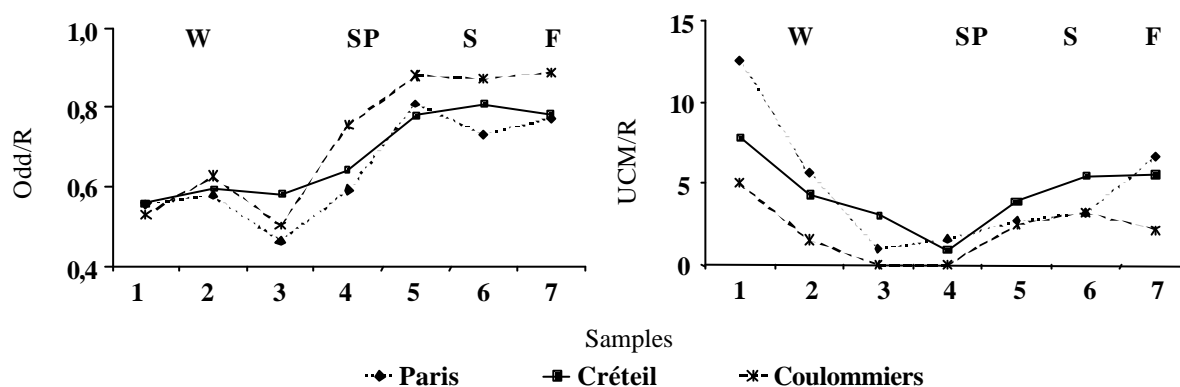 W SP S F
1,0
0,8
0,6
0,4
Odd/R
1 2 3 4 5 6 7
W SP S F
15
10
5
0
UCM/R
1 2 3 4 5 6 7
Samples
Paris Créteil Coulommiers